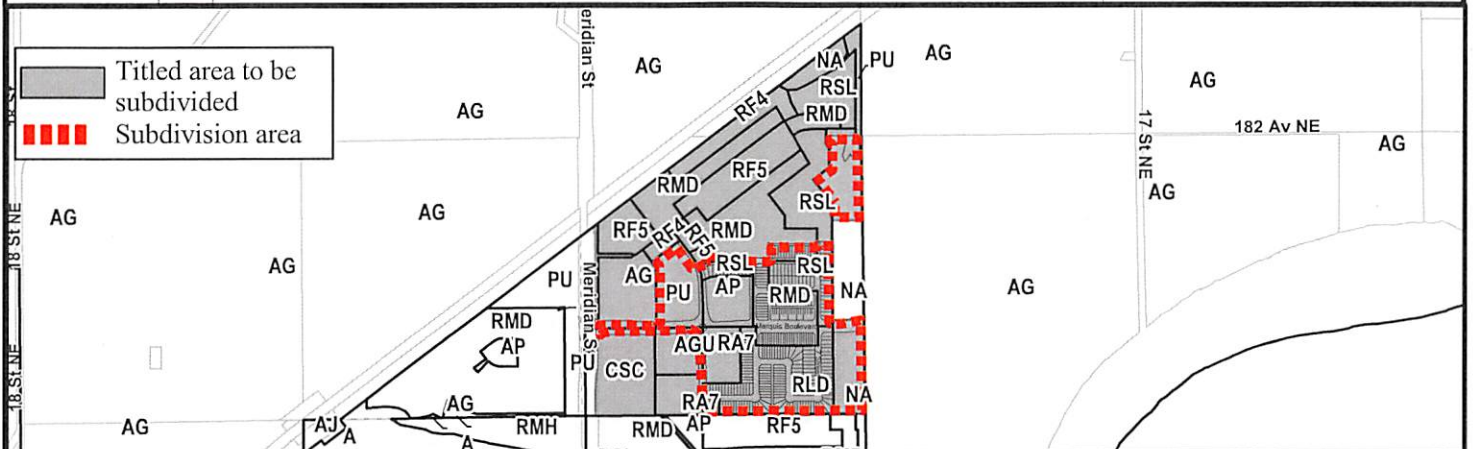 Titled area to be
subdivided
Subdivision area
eridian St
AG
AG
NA
PU
AG
AG
RSL
RF4
RMD
17 St NE
182 Av NE
AG
RF5
RMD
AG
AG
AG
RSL
18 St NE
RF5
RF4
RF5
RMD
AG
RSL
RSL
PU
AG
PU
AP
RMD
NA
AG
Meridian St
RMD
AP
Marquis Boulevard
AGU
RA7
PU
CSC
18 St NE
RLD
NA
RA7
AG
AG
AJ
A
A
RMH
RMD
AP
RF5